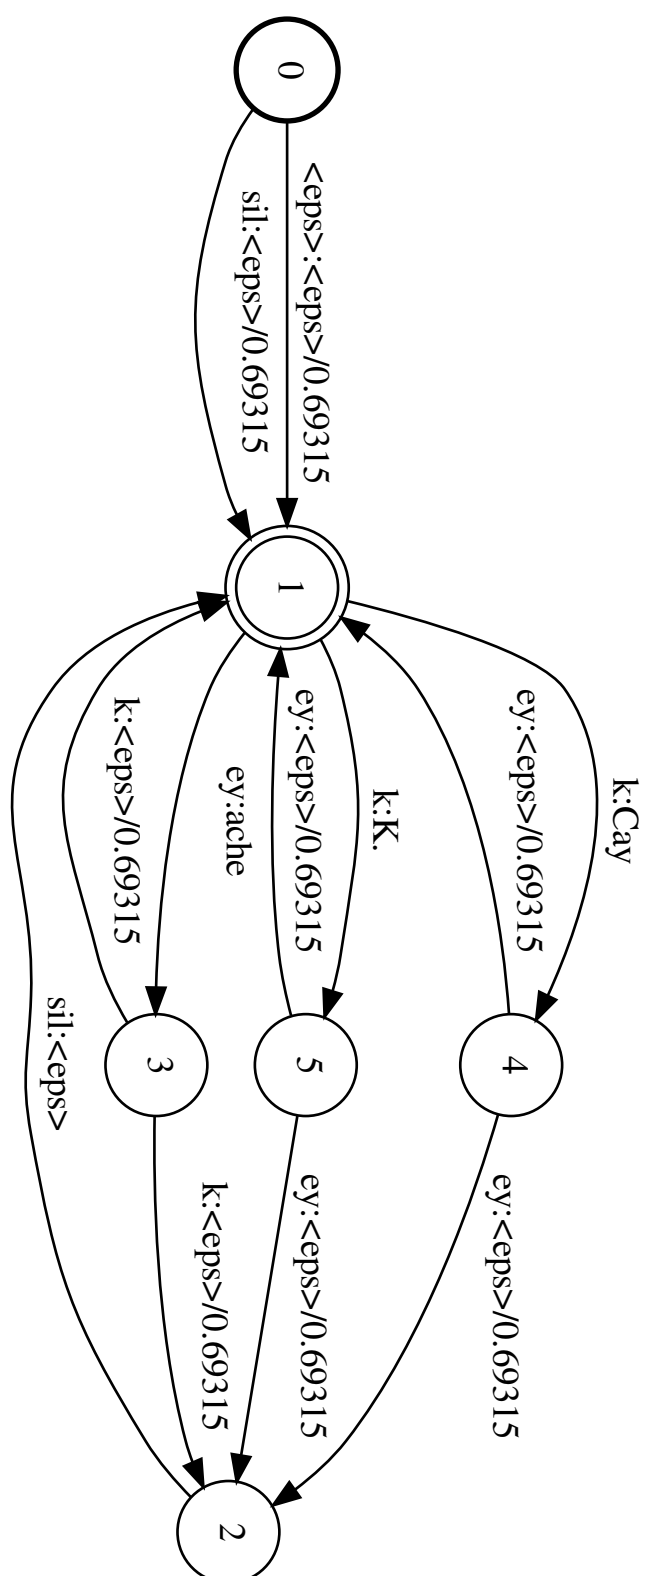 0
<eps>:<eps>/0.69315
sil:<eps>/0.69315
1
k:Cay
ey:<eps>/0.69315
k:K.
ey:<eps>/0.69315
ey:ache
k:<eps>/0.69315
sil:<eps>
4
5
3
ey:<eps>/0.69315
ey:<eps>/0.69315
k:<eps>/0.69315
2